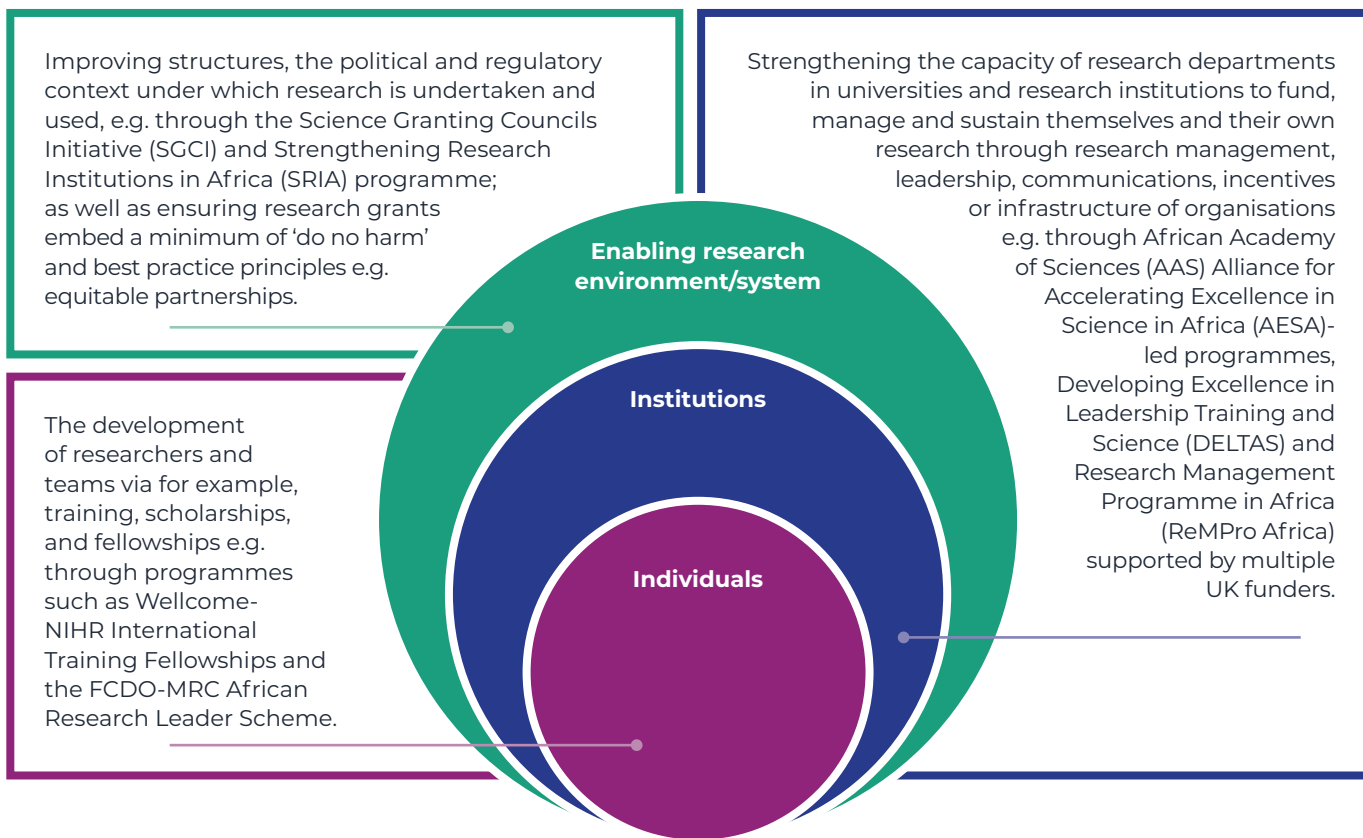 Improving structures, the political and regulatory
context under which research is undertaken and
used, e.g. through the Science Granting Councils
Initiative (SGCI) and Strengthening Research
Institutions in Africa (SRIA) programme;
as well as ensuring research grants
embed a minimum of ‘do no harm’
and best practice principles e.g.
equitable partnerships.
Strengthening the capacity of research departments
in universities and research institutions to fund,
manage and sustain themselves and their own
research through research management,
leadership, communications, incentives
or infrastructure of organisations
e.g. through African Academy
of Sciences (AAS) Alliance for
Accelerating Excellence in
Science in Africa (AESA)-
led programmes,
Developing Excellence in
Leadership Training and
Science (DELTAS) and
Research Management
Programme in Africa
(ReMPro Africa)
supported by multiple
UK funders.
The development
of researchers and
teams via for example,
training, scholarships,
and fellowships e.g.
through programmes
such as Wellcome-
NIHR International
Training Fellowships and
the FCDO-MRC African
Research Leader Scheme.
Enabling research
environment/system
Institutions
Individuals